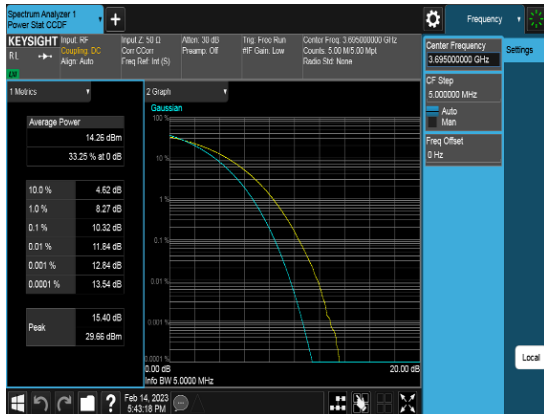 Spectrum Analyzer 1
Power Stat CCDF
+
Frequency
KEYSIGHT
RL
Input: RF
Coupling: DC
Align: Auto
Input Z: 50 Ω
Corr CCorr
Freq Ref: Int (S)
Atten: 30 dB
Preamp: Off
Trig: Free Run
#IF Gain: Low
Center Freq: 3.695000000 GHz
Counts: 5.00 M/5.00 Mpt
Radio Std: None
Center Frequency
3.695000000 GHz
Settings
CF Step
5.000000 MHz
Auto
Man
Freq Offset
0 Hz
Local
1 Metrics
Average Power
14.26 dBm
33.25 % at 0 dB
10.0 % 4.62 dB
1.0 % 8.27 dB
0.1 % 10.32 dB
0.01 % 11.84 dB
0.001 % 12.84 dB
0.0001 % 13.54 dB
Peak
15.40 dB
29.66 dBm
2 Graph
Gaussian
100 %
10 %
1 %
0.1 %
0.01 %
0.001 %
0.0001 %
0.00 dB 20.00 dB
Info BW 5.0000 MHz
?
Feb 14, 2023
5:43:18 PM